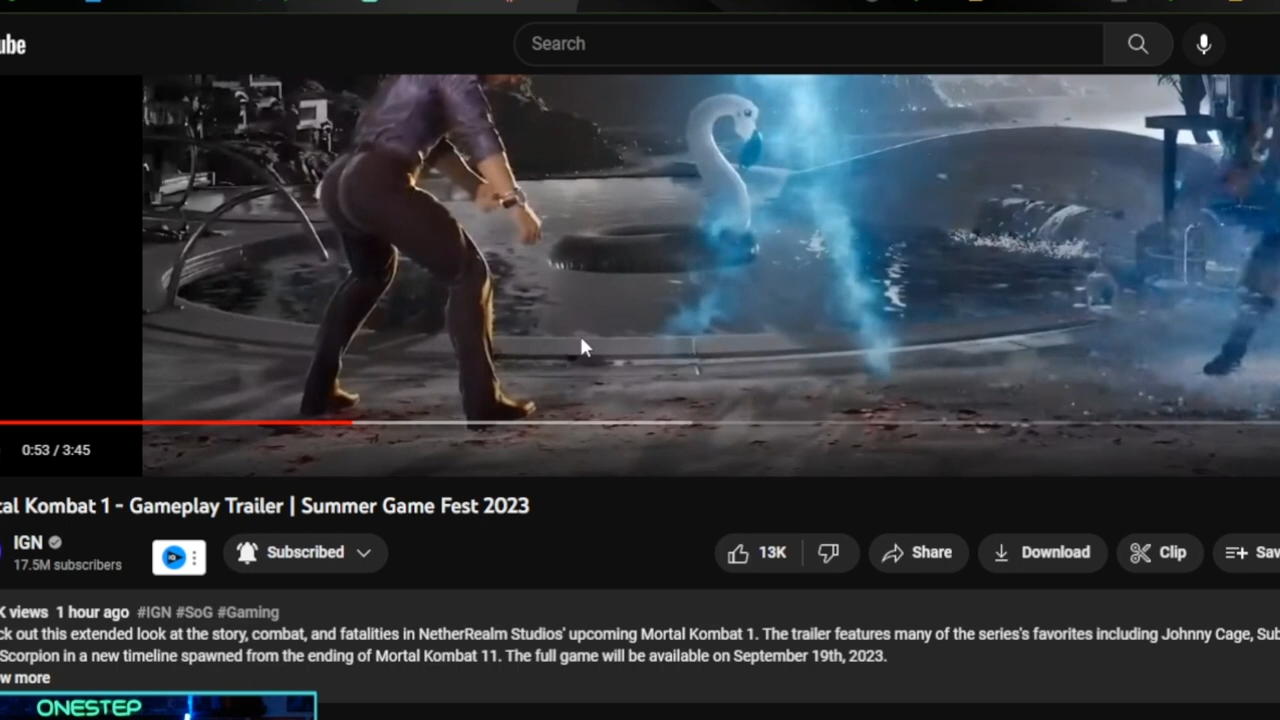 ube
Search
0:53 / 3:45
tal Kombat 1 - Gameplay Trailer | Summer Game Fest 2023
IGN
17.5M subscribers
Subscribed
13K
Share
Download
Clip
Sav
K views 1 hour ago #IGN #SoG #Gaming
ck out this extended look at the story, combat, and fatalities in NetherRealm Studios' upcoming Mortal Kombat 1. The trailer features many of the series's favorites including Johnny Cage, Sub
Scorpion in a new timeline spawned from the ending of Mortal Kombat 11. The full game will be available on September 19th, 2023.
w more
ONESTEP